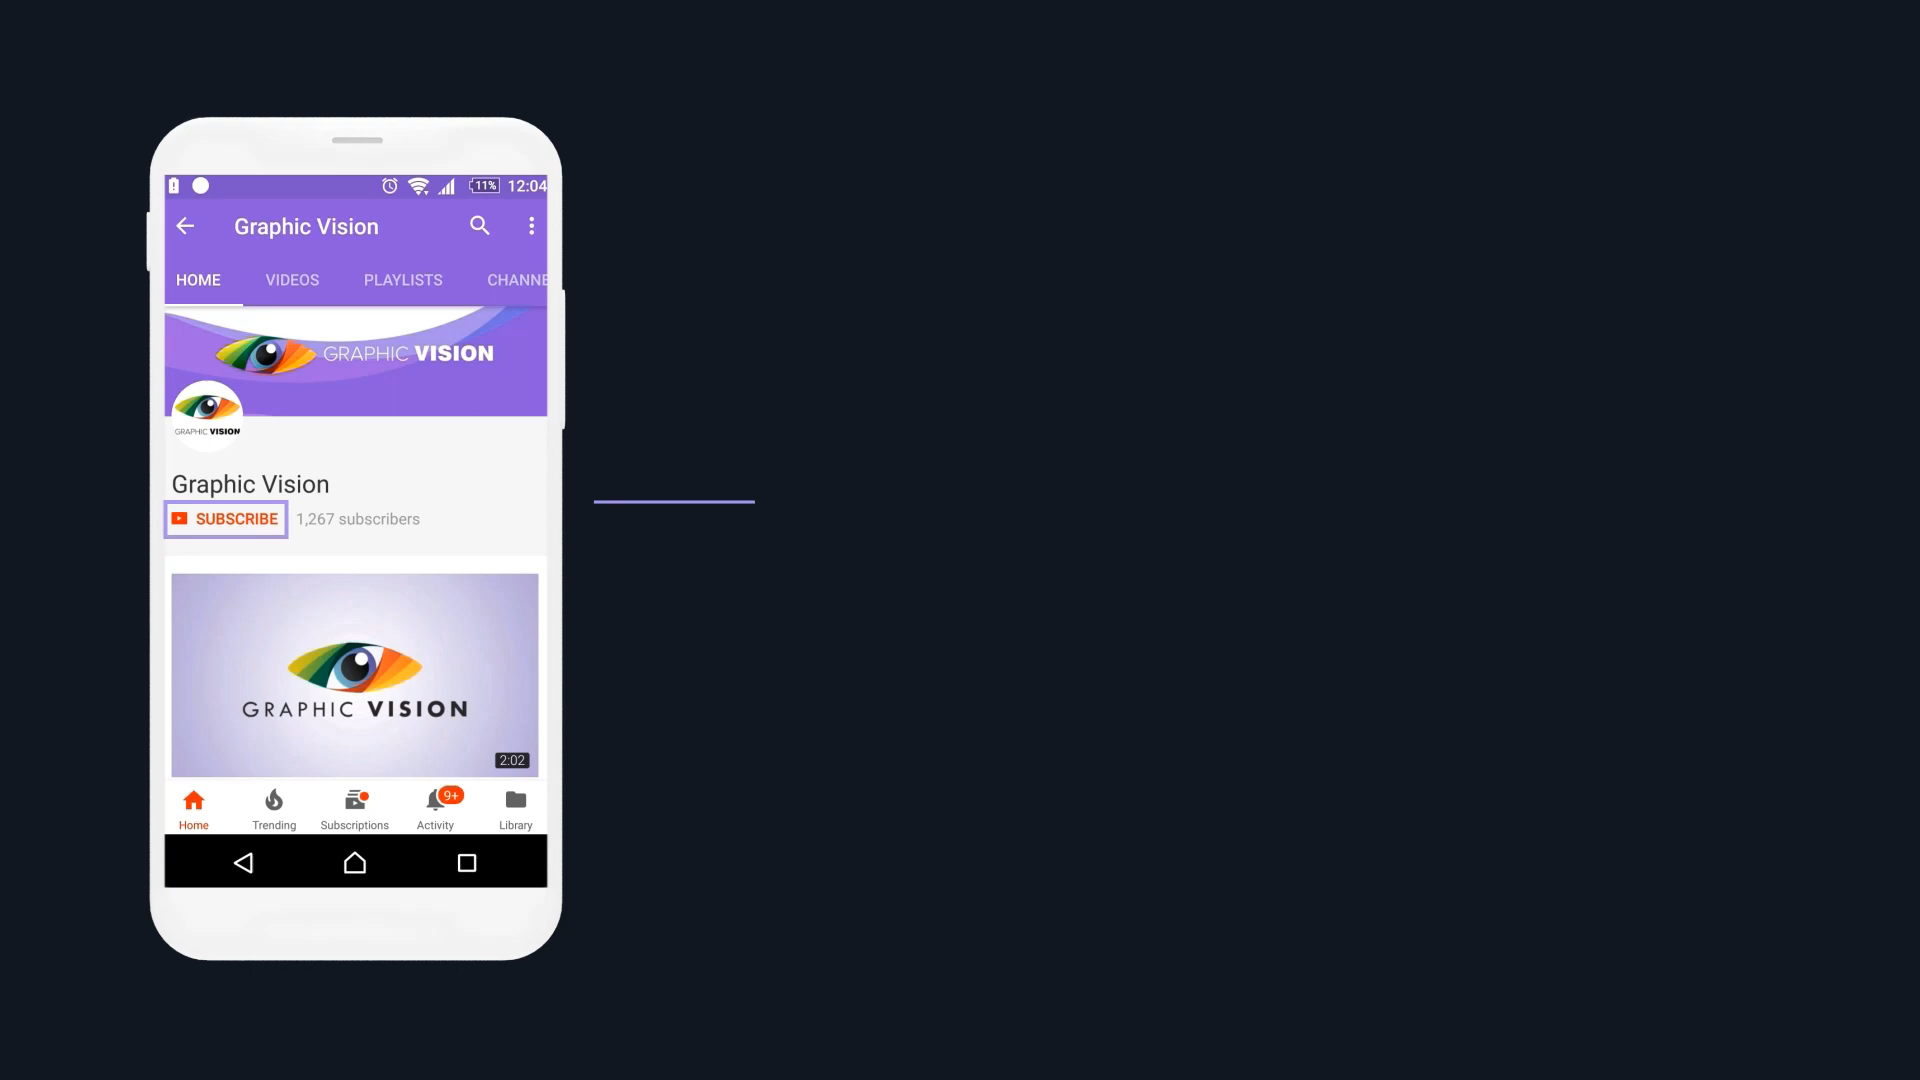 11% 12:04
Graphic Vision
HOME VIDEOS PLAYLISTS CHANNE
GRAPHIC VISION
GRAPHIC VISION
Graphic Vision
SUBSCRIBE 1,267 subscribers
GRAPHIC VISION
2:02
9+
Home Trending Subscriptions Activity Library